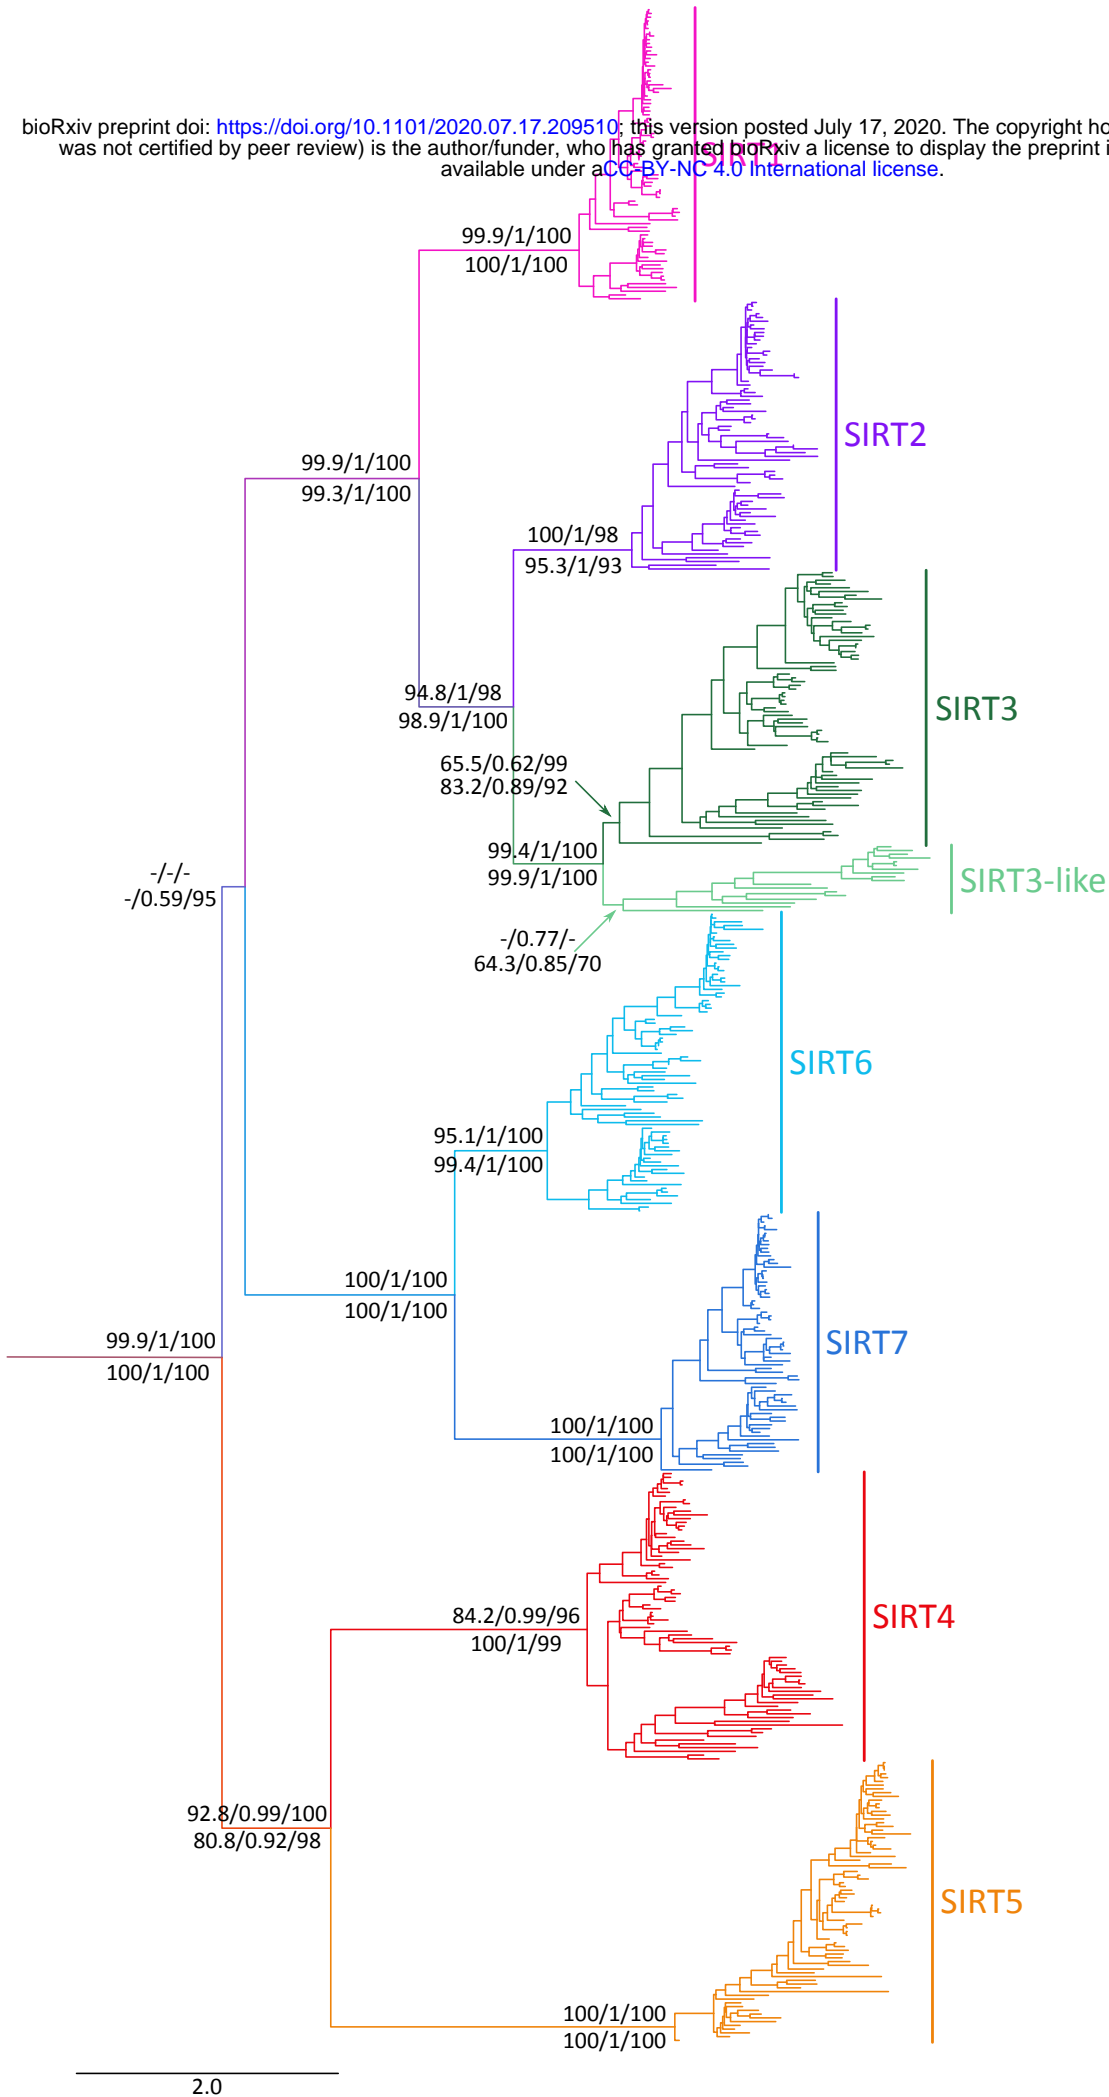 bioRxiv preprint doi: https://doi.org/10.1101/2020.07.17.209510; this version posted July 17, 2020. The copyright ho
was not certified by peer review) is the author/funder, who has granted bioRxiv a license to display the preprint i
SIRT1
available under aCC-BY-NC 4.0 International license.
99.9/1/100
100/1/100
SIRT2
99.9/1/100
99.3/1/100
100/1/98
95.3/1/93
94.8/1/98
98.9/1/100
SIRT3
65.5/0.62/99
83.2/0.89/92
99.4/1/100
99.9/1/100
SIRT3-like
-/-/-
-/0.59/95
-/0.77/-
64.3/0.85/70
SIRT6
95.1/1/100
99.4/1/100
100/1/100
100/1/100
99.9/1/100
100/1/100
SIRT7
100/1/100
100/1/100
84.2/0.99/96
100/1/99
SIRT4
92.8/0.99/100
80.8/0.92/98
SIRT5
100/1/100
100/1/100
2.0